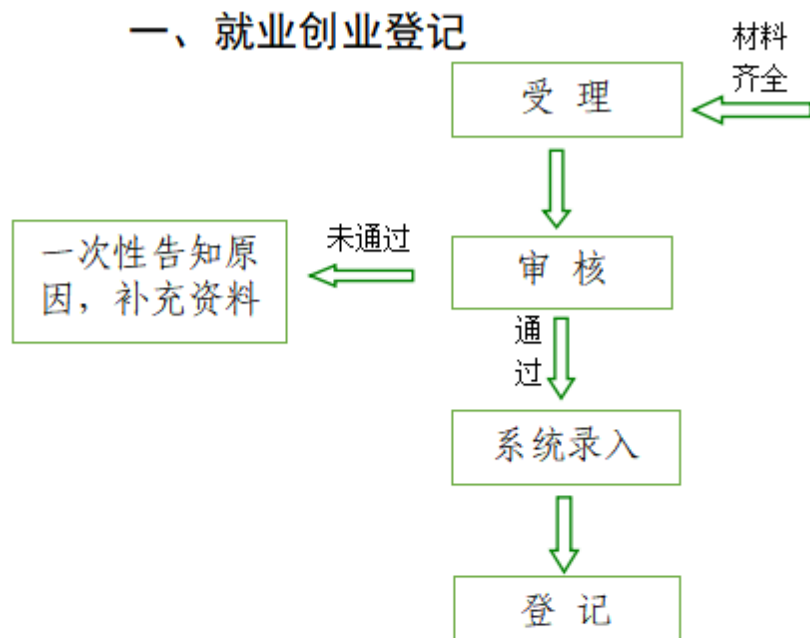 一、就业创业登记
材料
齐全
受 理
未通过
一次性告知原
因，补充资料
审 核
通
过
系统录入
登 记